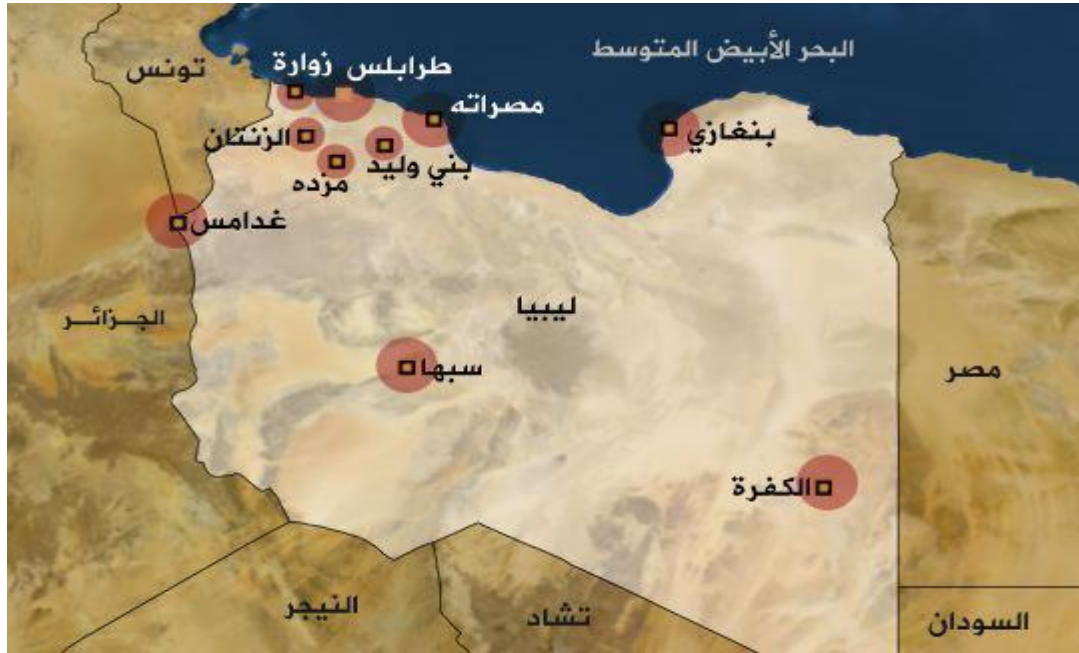 البحر الأبيض المتوسط
تونس
زوارة
طرابلس
مصراته
بنغازي
الزنتان
بني وليد
مزده
غدامس
ليبيا
الجـزائـر
سبها
مصر
الكفرة
النيجر
تشاد
السودان